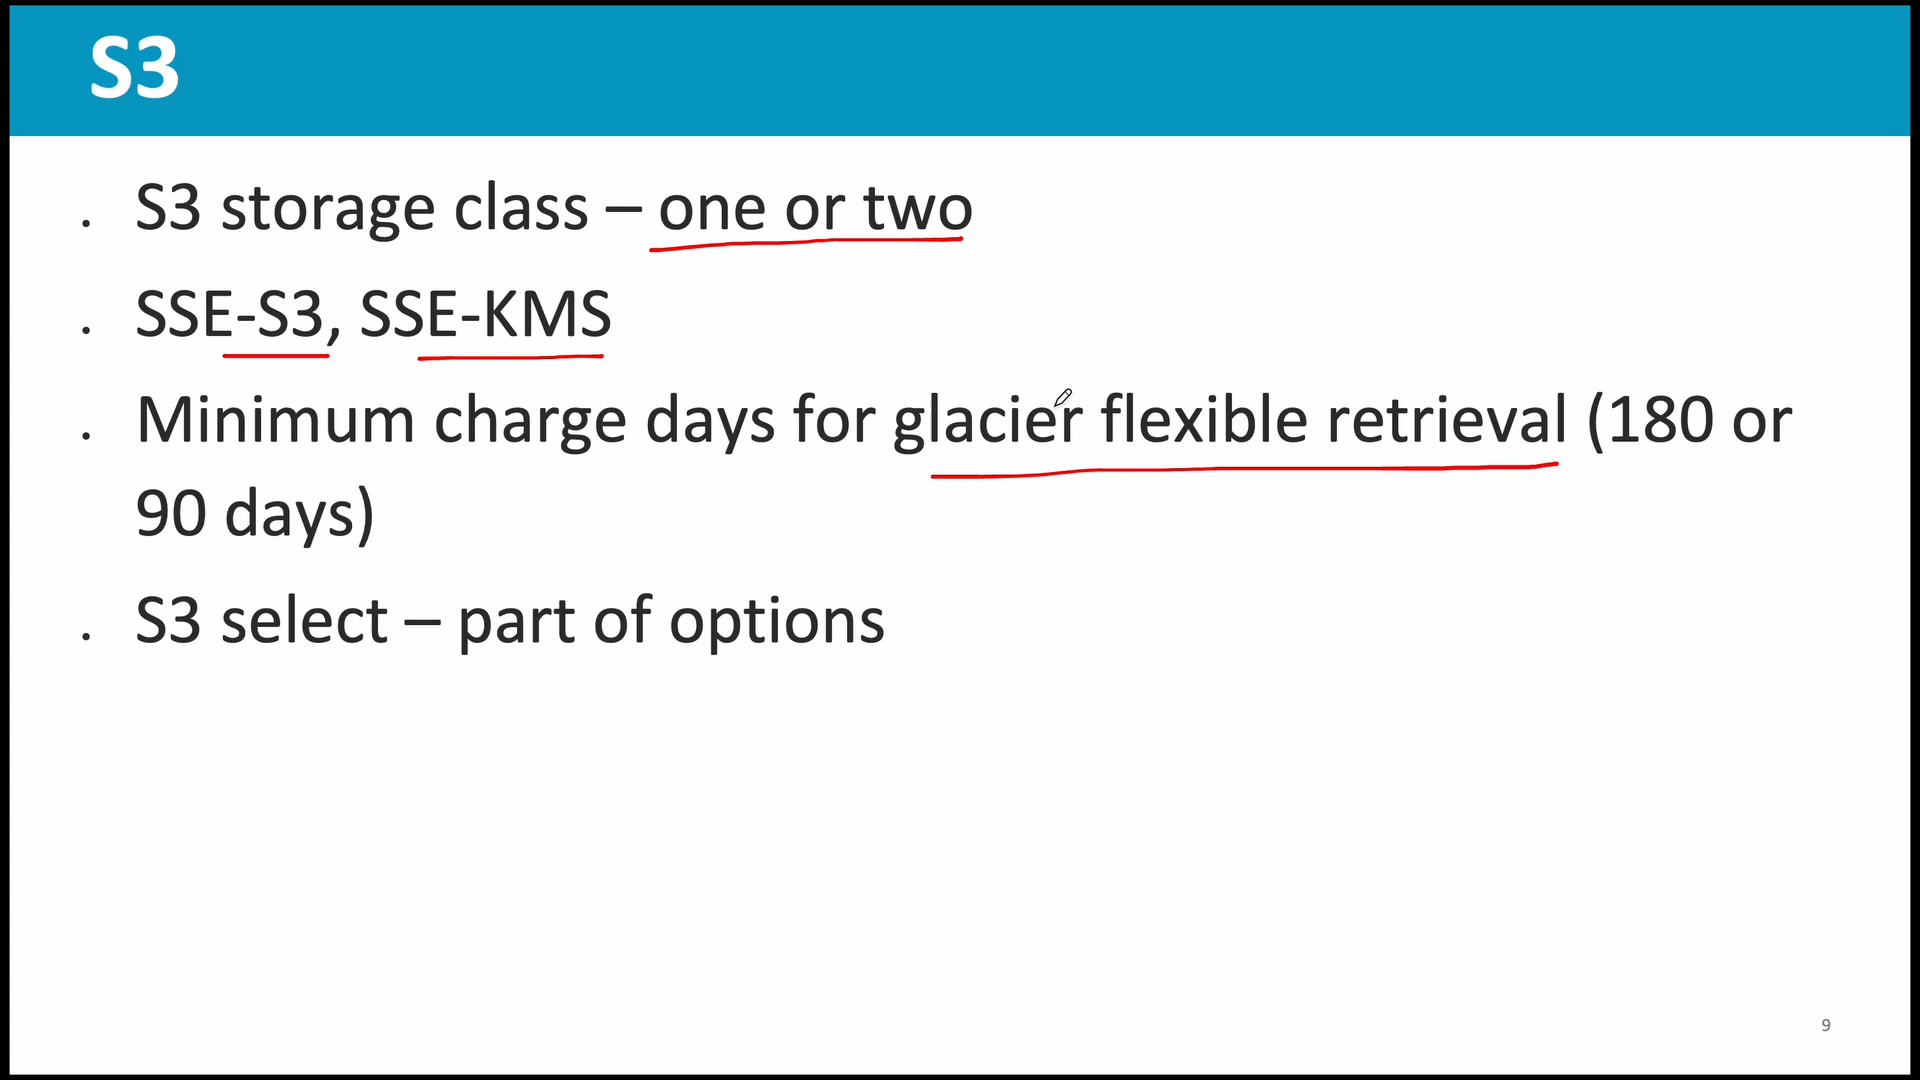 S3
. S3 storage class – one or two
. SSE-S3, SSE-KMS
. Minimum charge days for glacier flexible retrieval (180 or
90 days)
. S3 select – part of options
9